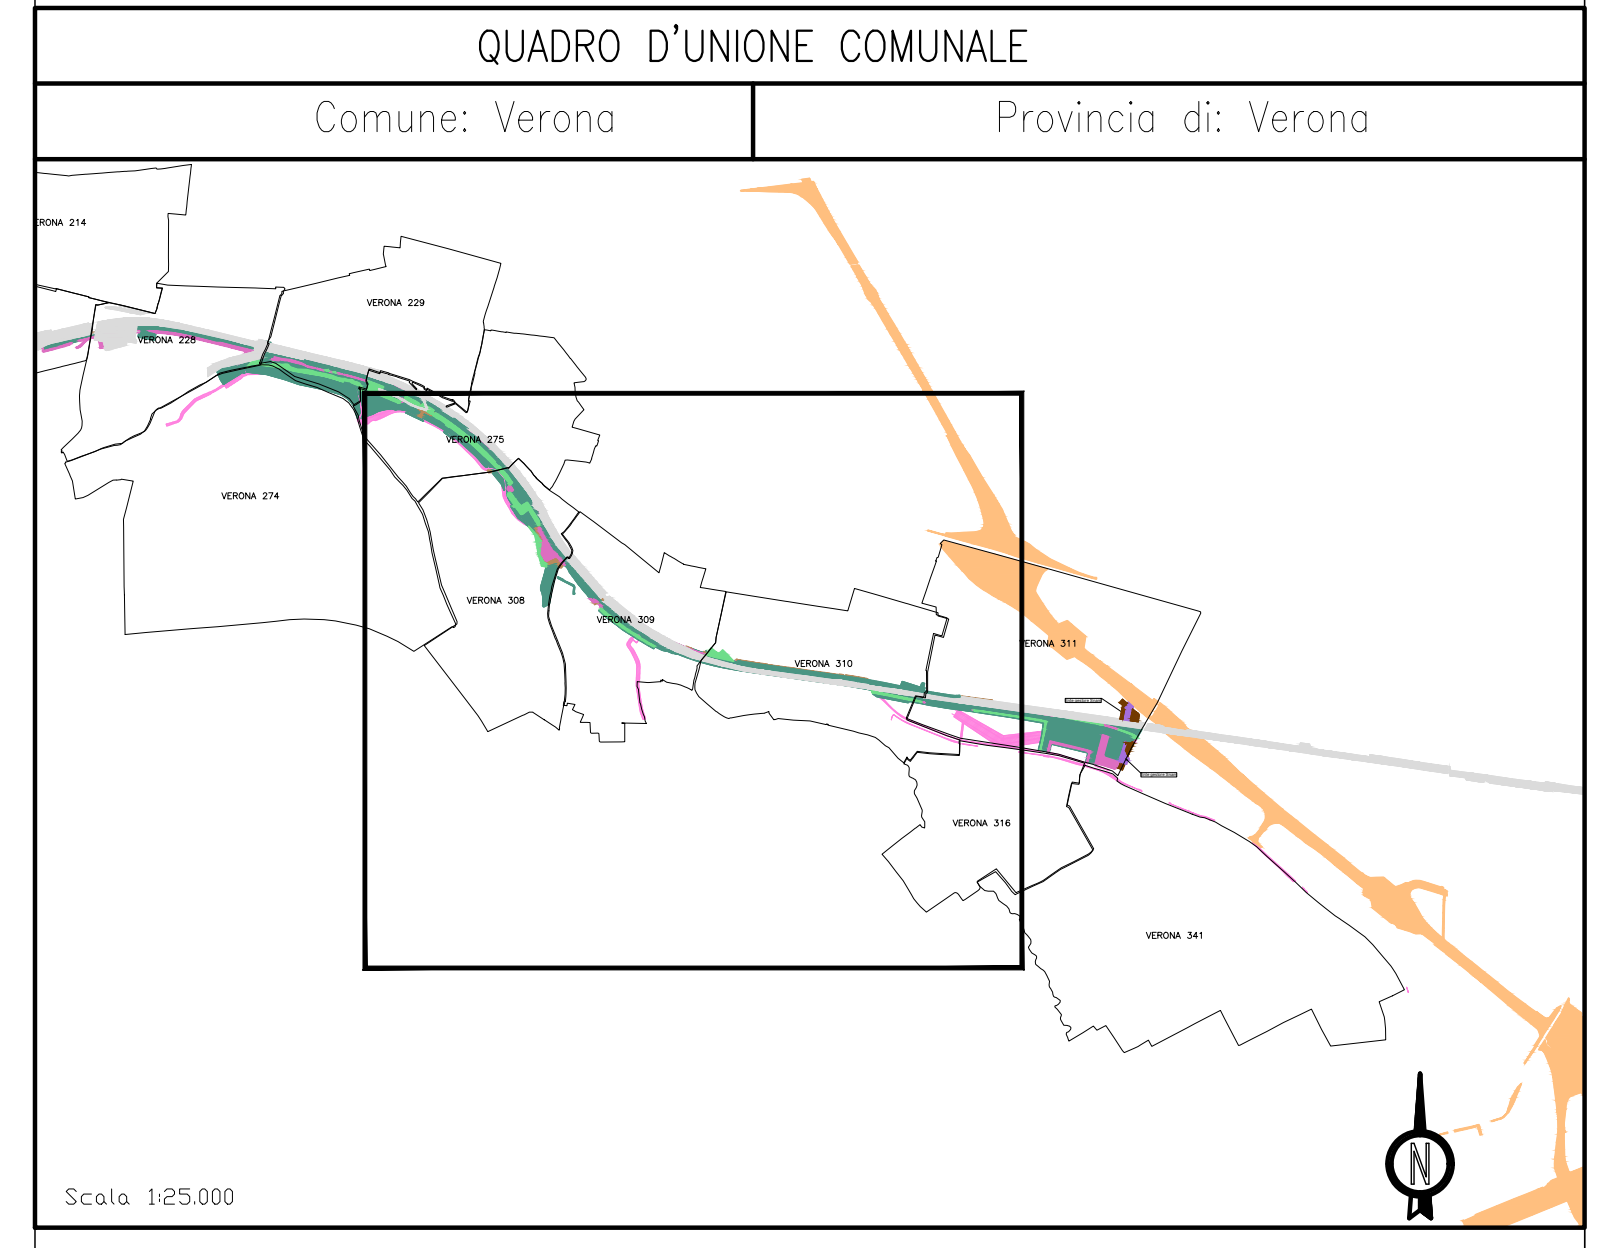 QUADRO D'UNIONE COMUNALE
Comune: Verona
Provincia di: Verona
ERONA 214
VERONA 229
VERONA 228
VERONA 275
VERONA 274
VERONA 308
VERONA 309
VERONA 310
VERONA 311
VERONA 316
VERONA 341
N
Scala 1:25.000